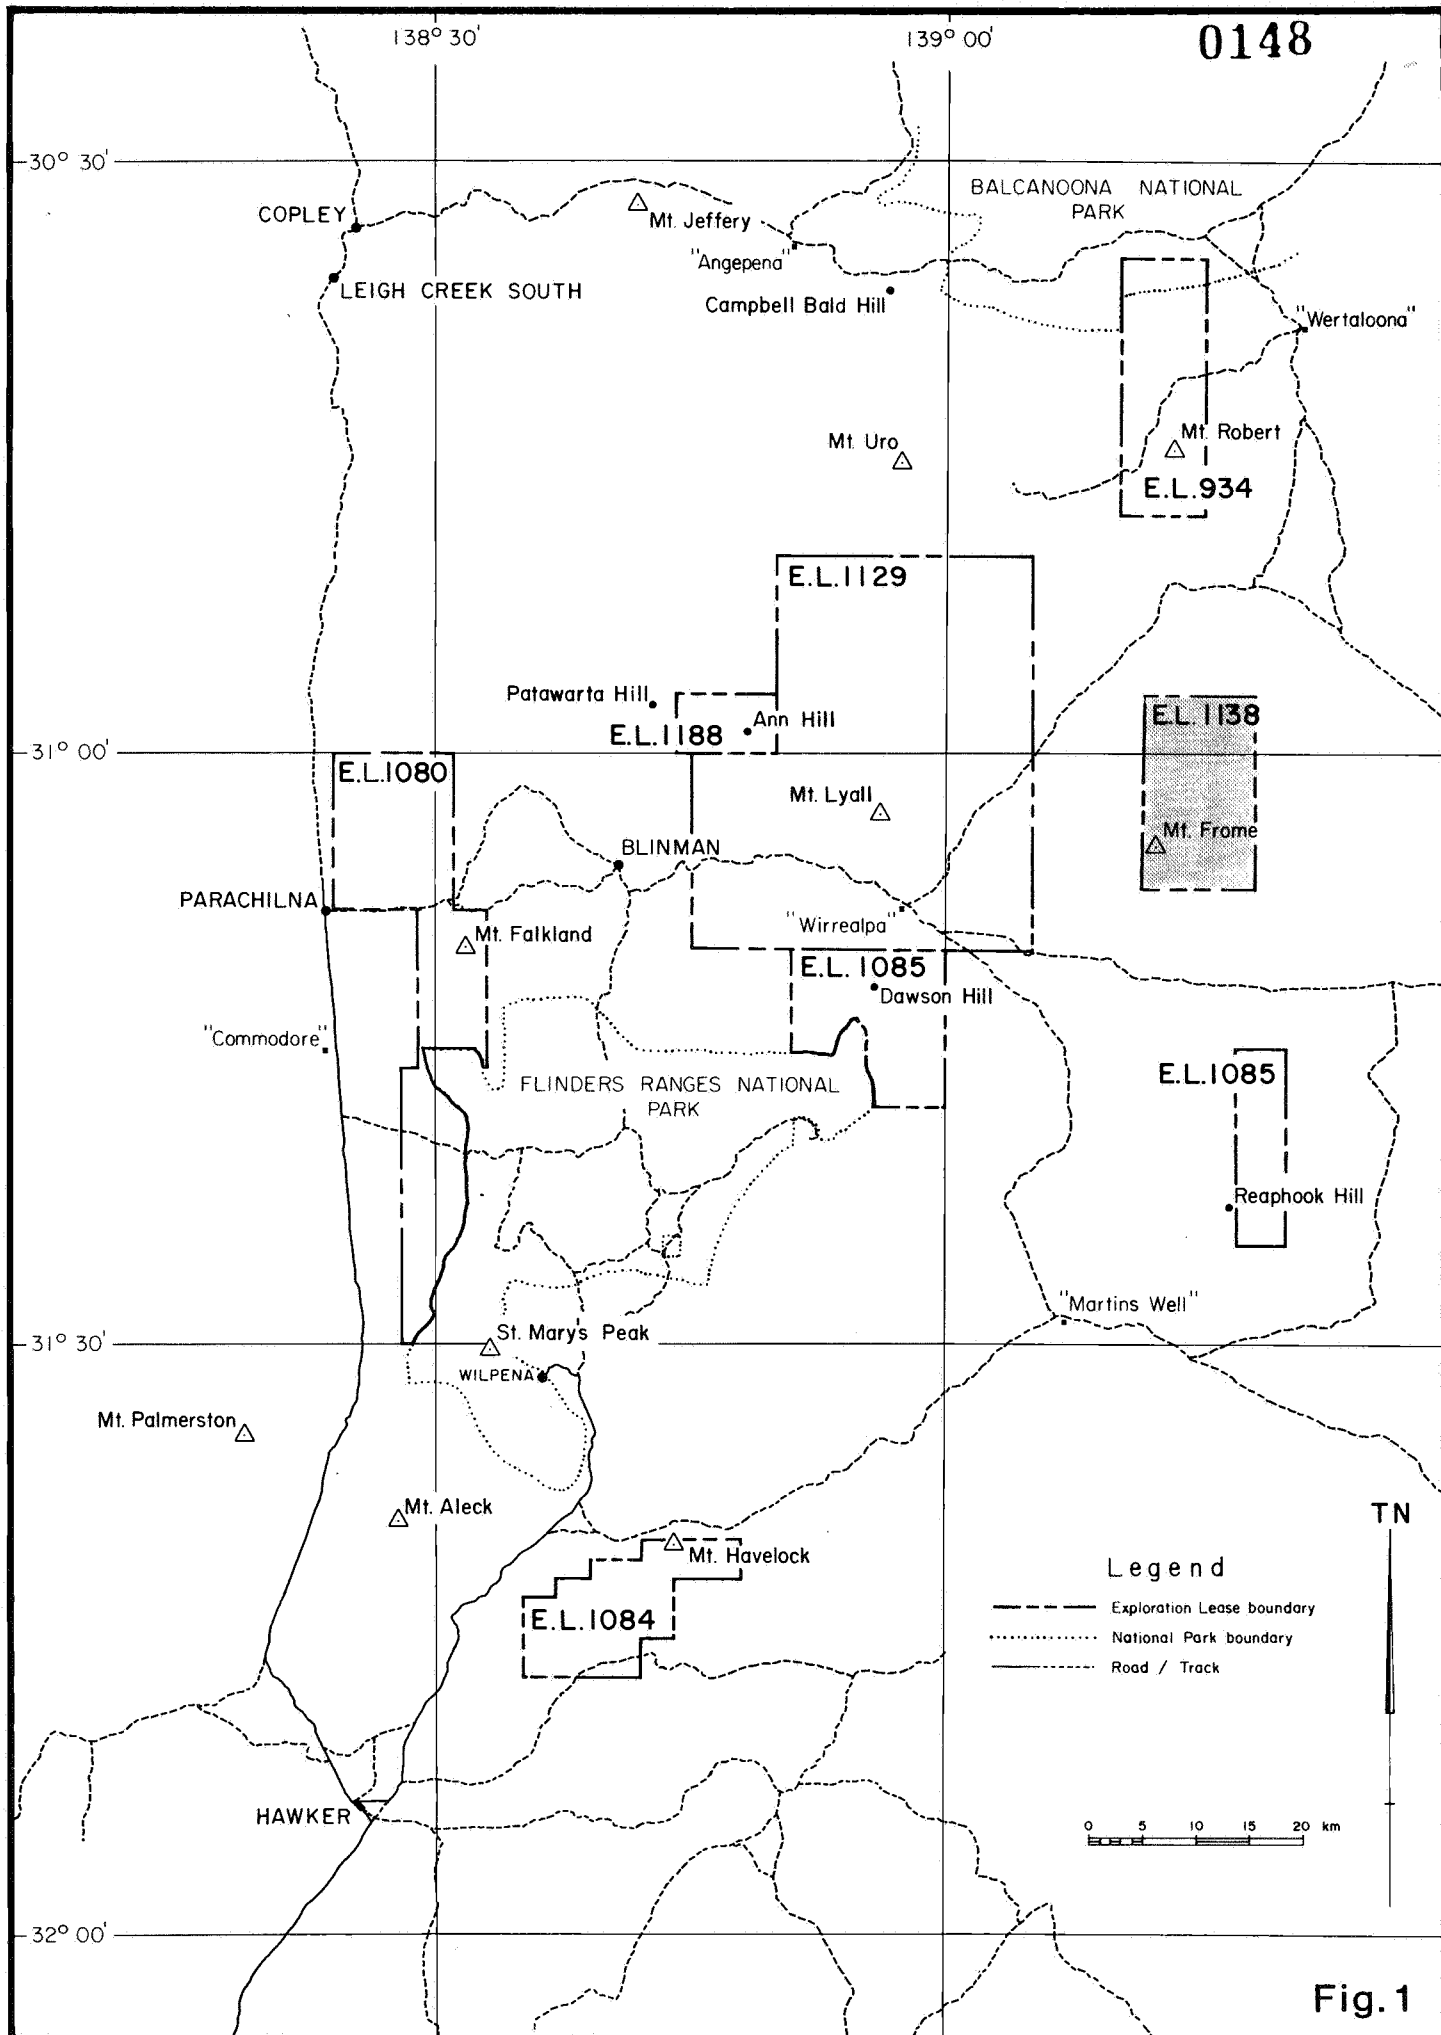 138° 30'
139° 00'
0148
30° 30'
BALCANOONA NATIONAL
PARK
COPLEY
Mt. Jeffery
"Angepena"
LEIGH CREEK SOUTH
Campbell Bald Hill
"Wertaloona"
Mt. Uro
Mt. Robert
E.L.934
E.L.1129
Patawarta Hill
Ann Hill
E.L.1188
E.L.1138
31° 00'
E.L.1080
Mt. Lyall
Mt. Frome
BLINMAN
PARACHILNA
"Wirrealpa"
Mt. Falkland
E.L.1085
Dawson Hill
"Commodore"
FLINDERS RANGES NATIONAL
PARK
E.L.1085
Reaphook Hill
"Martins Well"
31° 30'
St. Marys Peak
WILPENA
Mt. Palmerston
Mt. Aleck
TN
Mt. Havelock
Legend
Exploration Lease boundary
National Park boundary
Road / Track
E.L.1084
HAWKER
0 5 10 15 20 km
32° 00'
Fig. 1